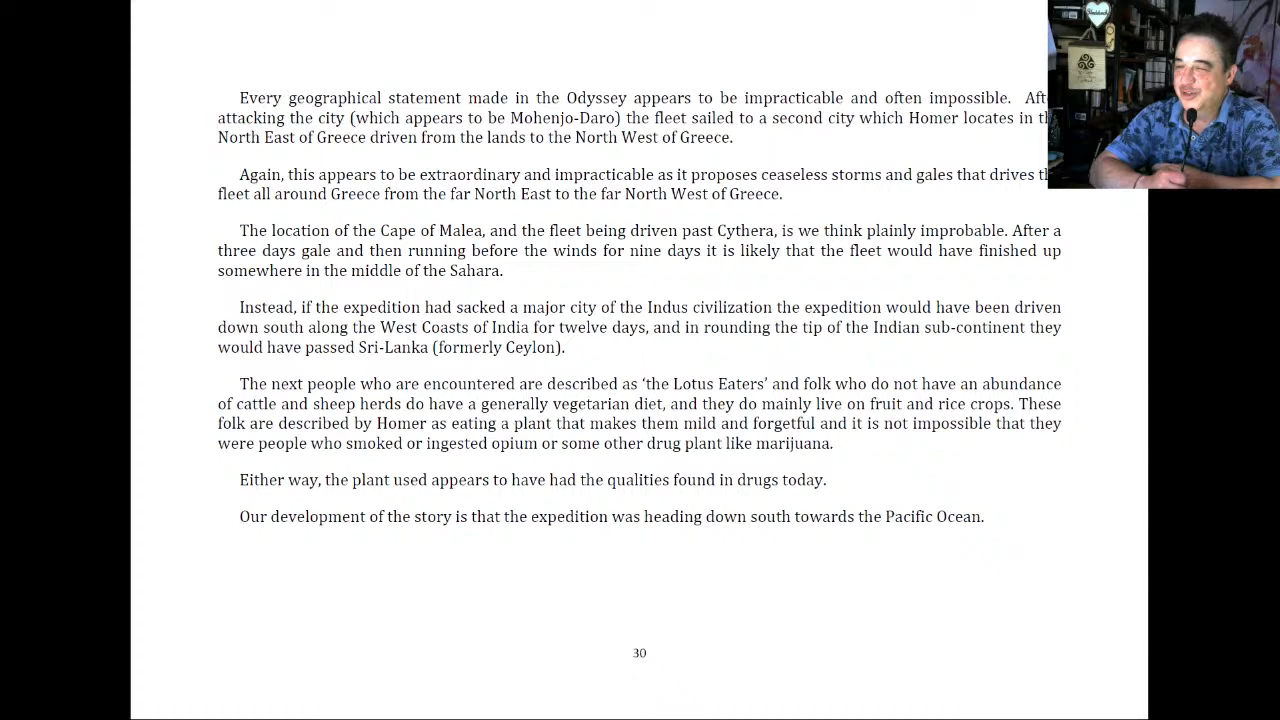 Every geographical statement made in the Odyssey appears to be impracticable and often impossible. After
attacking the city (which appears to be Mohenjo-Daro) the fleet sailed to a second city which Homer locates in
North East of Greece driven from the lands to the North West of Greece.
Again, this appears to be extraordinary and impracticable as it proposes ceaseless storms and gales that drives
fleet all around Greece from the far North East to the far North West of Greece.
The location of the Cape of Malea, and the fleet being driven past Cythera, is we think plainly improbable. After a
three days gale and then running before the winds for nine days it is likely that the fleet would have finished up
somewhere in the middle of the Sahara.
Instead, if the expedition had sacked a major city of the Indus civilization the expedition would have been driven
down south along the West Coasts of India for twelve days, and in rounding the tip of the Indian sub-continent they
would have passed Sri-Lanka (formerly Ceylon).
The next people who are encountered are described as ‘the Lotus Eaters’ and folk who do not have an abundance
of cattle and sheep herds do have a generally vegetarian diet, and they do mainly live on fruit and rice crops. These
folk are described by Homer as eating a plant that makes them mild and forgetful and it is not impossible that they
were people who smoked or ingested opium or some other drug plant like marijuana.
Either way, the plant used appears to have had the qualities found in drugs today.
Our development of the story is that the expedition was heading down south towards the Pacific Ocean.
30